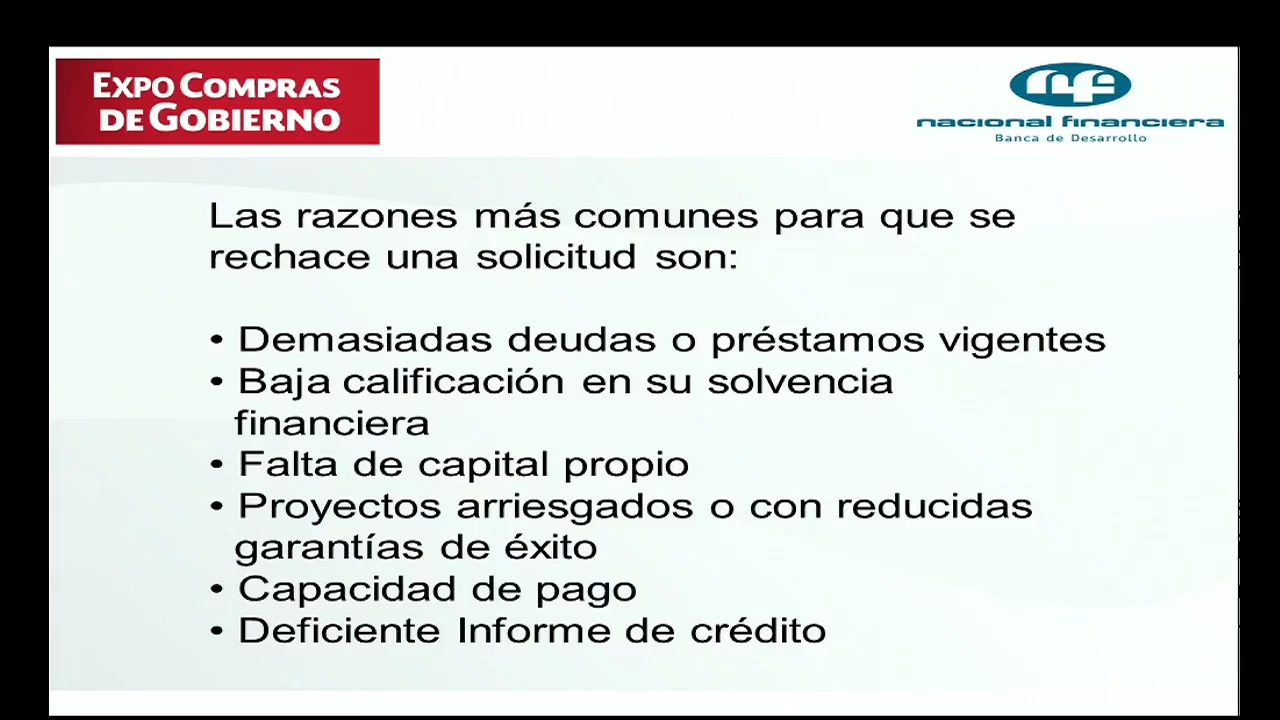 EXPO COMPRAS
DE GOBIERNO
nf
nacional financiera
Banca de Desarrollo
Las razones más comunes para que se
rechace una solicitud son:
• Demasiadas deudas o préstamos vigentes
• Baja calificación en su solvencia
financiera
• Falta de capital propio
• Proyectos arriesgados o con reducidas
garantías de éxito
• Capacidad de pago
• Deficiente Informe de crédito